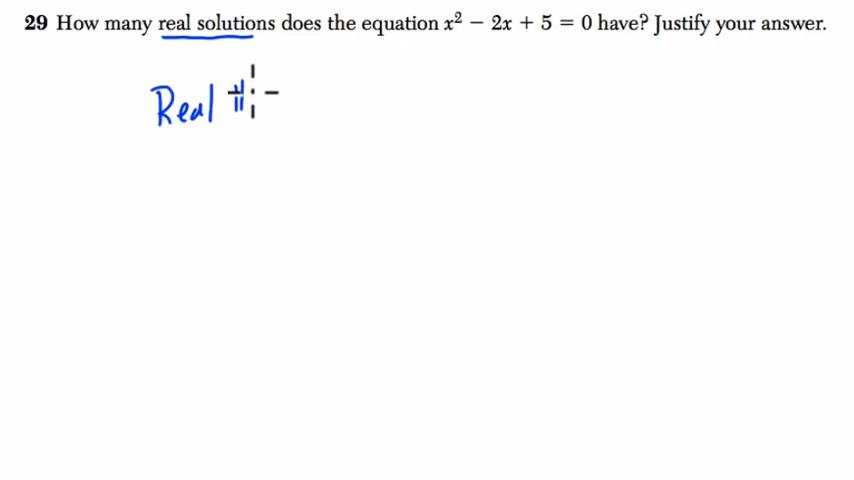 29 How many real solutions does the equation x² − 2x + 5 = 0 have? Justify your answer.
Real #